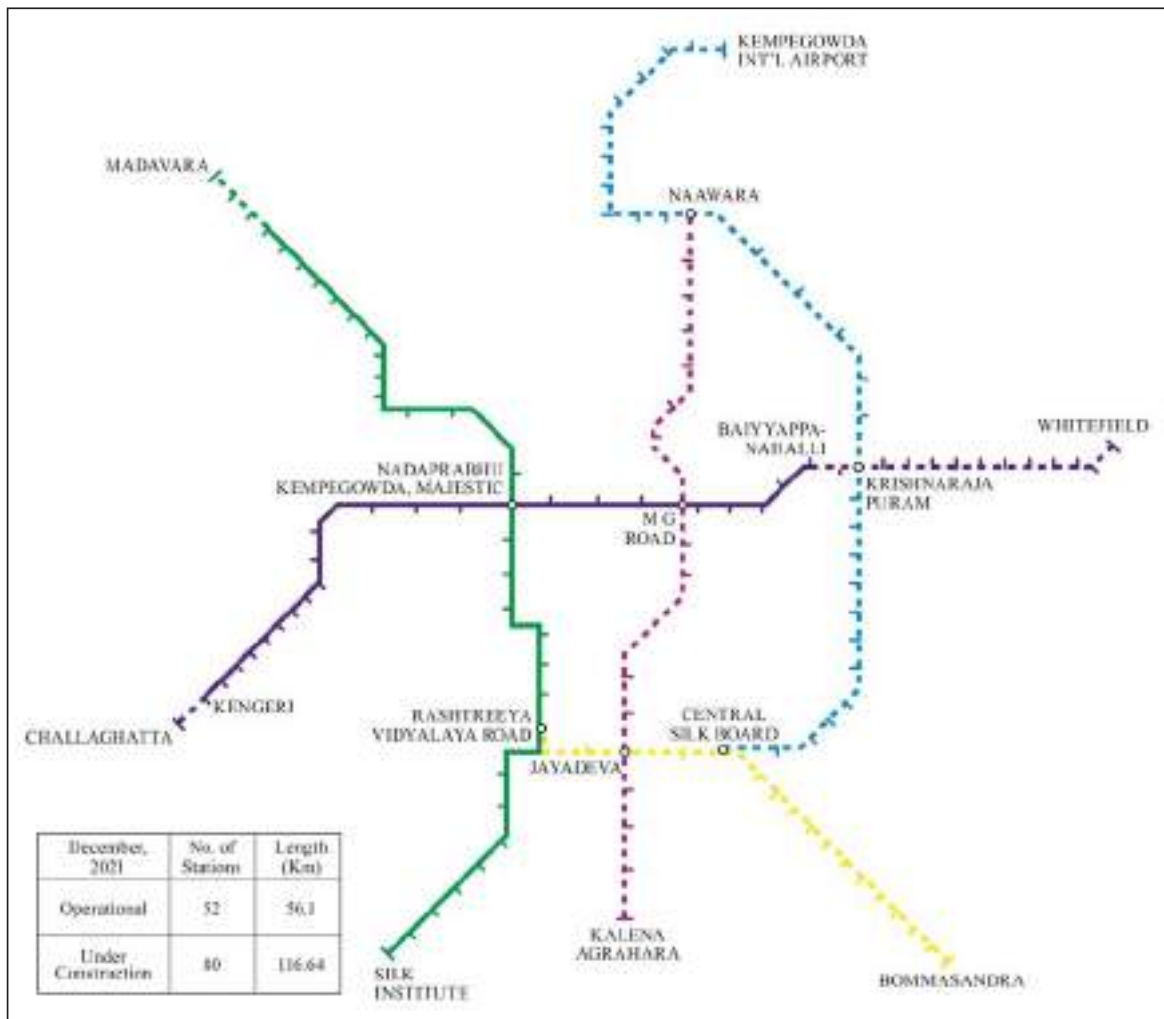 KEMPEGOWDA
INT'L AIRPORT
MADAVARA
NAAWARA
BAIYYAPPA-
NAHALLI
WHITEFIELD
NADAPRABHU
KEMPEGOWDA, MAJESTIC
KRISHNARAJA
PURAM
M G
ROAD
KENGERI
CHALLAGHATTA
RASHTREEYA
VIDYALAYA ROAD
CENTRAL
SILK BOARD
JAYADEVA
December,
2021
No. of
Stations
Length
(Km)
Operational
52
56.1
Under
Construction
80
116.64
SILK
INSTITUTE
KALENA
AGRAHARA
BOMMASANDRA